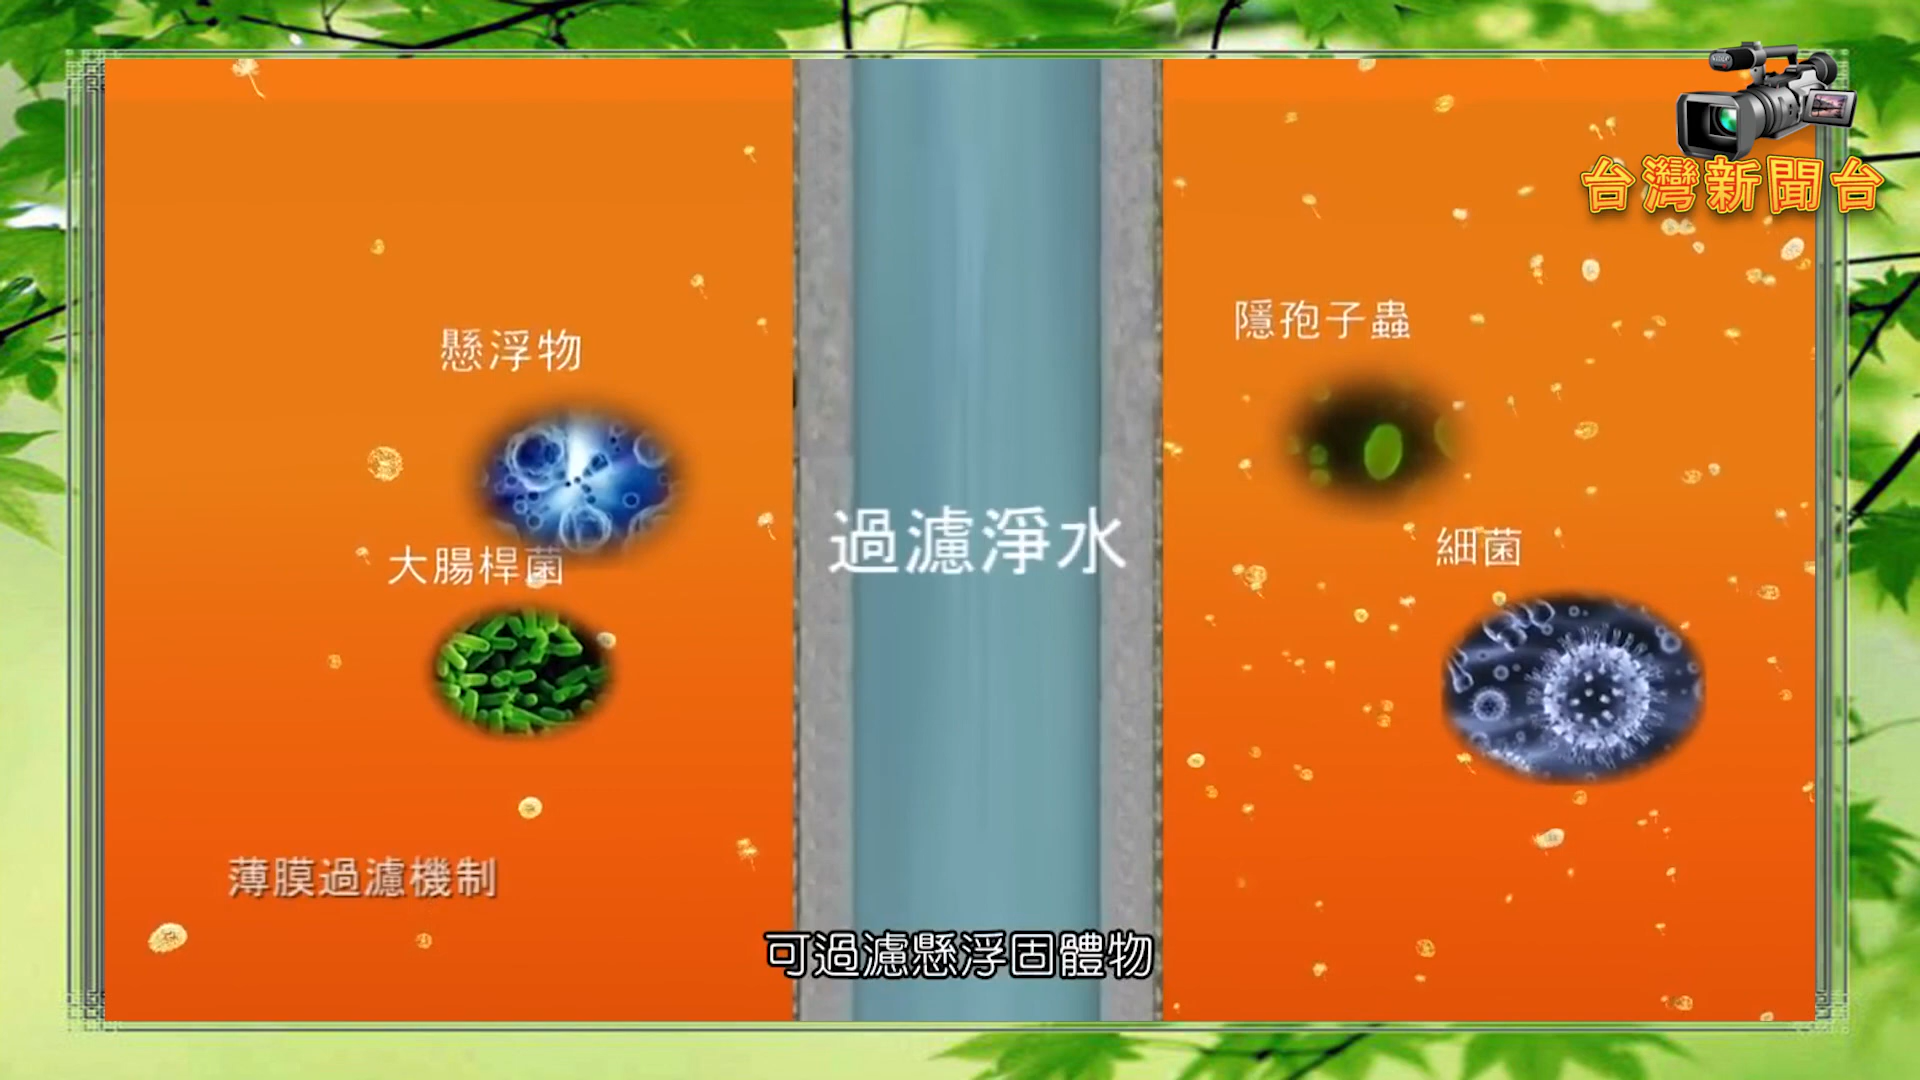 台灣新聞台
隱孢子蟲
懸浮物
過濾淨水
細菌
大腸桿菌
薄膜過濾機制
可過濾懸浮固體物